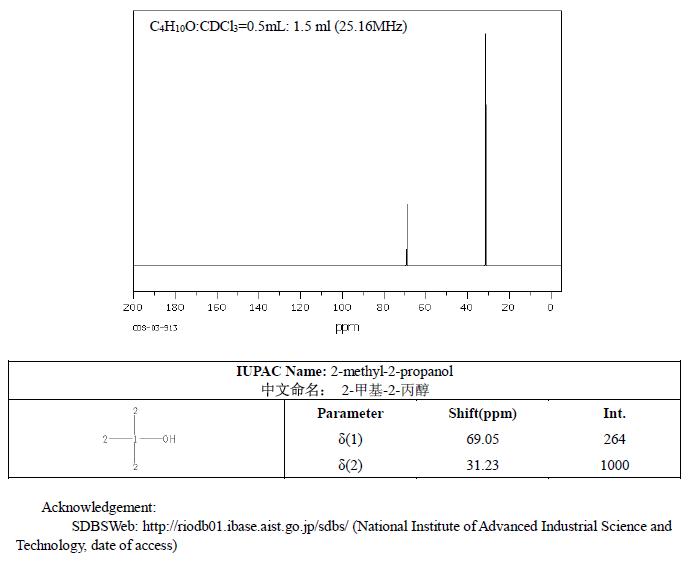 C₄H₁₀O:CDCl₃=0.5mL: 1.5 ml (25.16MHz)
200 180 160 140 120 100 80 60 40 20 0
CDS-03-913
ppm
IUPAC Name: 2-methyl-2-propanol
中文命名： 2-甲基-2-丙醇
Parameter Shift(ppm) Int.
2
2 1 OH
2
δ(1) 69.05 264
δ(2) 31.23 1000
Acknowledgement:
SDBSWeb: http://riodb01.ibase.aist.go.jp/sdbs/ (National Institute of Advanced Industrial Science and
Technology, date of access)